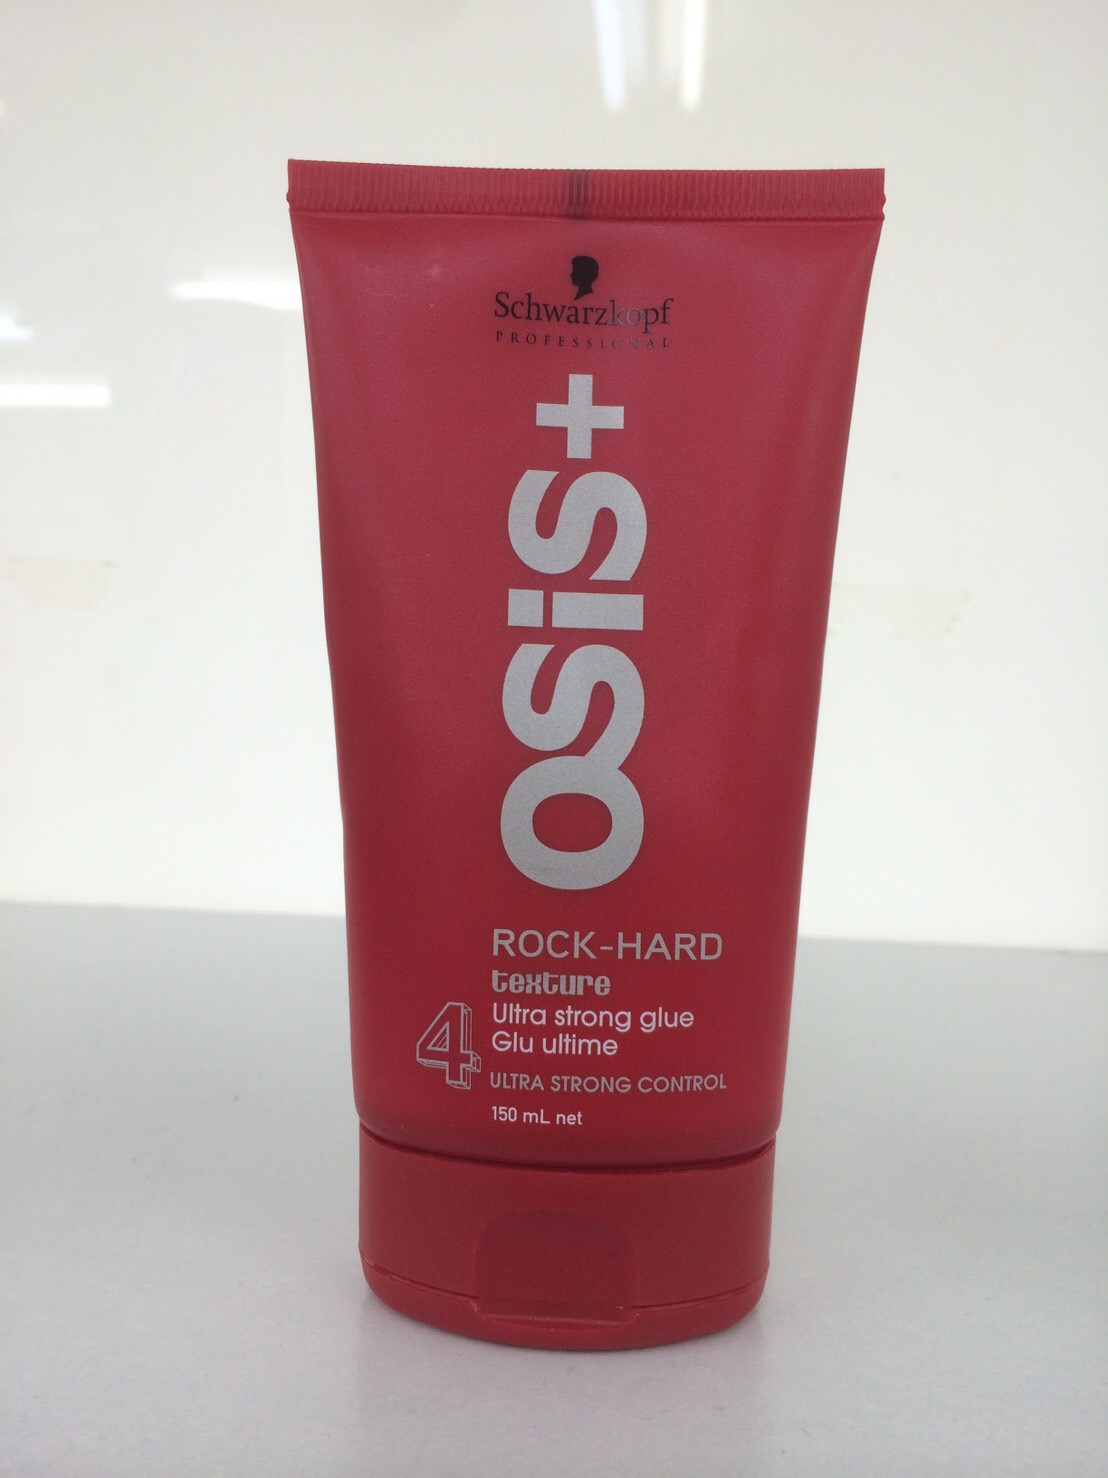 Schwarzkopf
PROFESSIONAL
OSiS+
ROCK-HARD
texture
Ultra strong glue
Glu ultime
4
ULTRA STRONG CONTROL
150 mL net